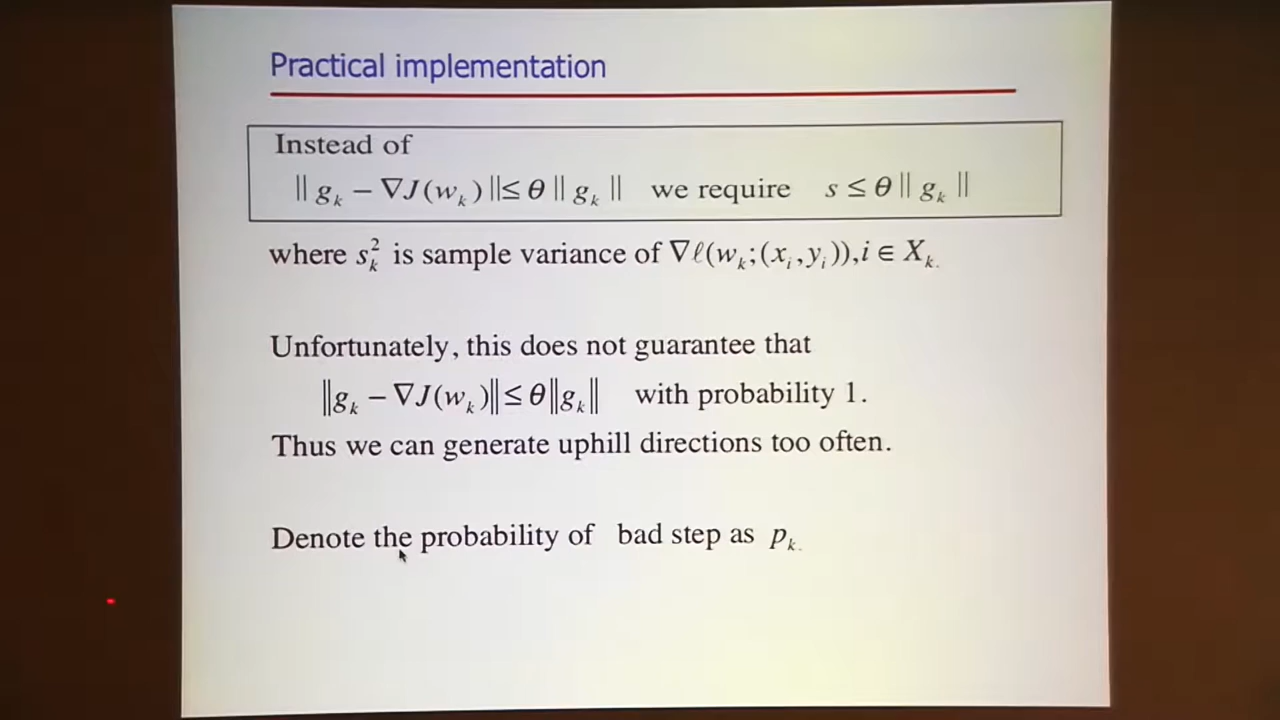 Practical implementation
Instead of
‖ g_k − ∇J(w_k) ‖≤ θ ‖ g_k ‖ we require s ≤ θ ‖ g_k ‖
where s_k^2 is sample variance of ∇ℓ(w_k;(x_i,y_i)),i ∈ X_k.
Unfortunately, this does not guarantee that
‖g_k − ∇J(w_k)‖ ≤ θ‖g_k‖ with probability 1.
Thus we can generate uphill directions too often.
Denote the probability of bad step as p_k.